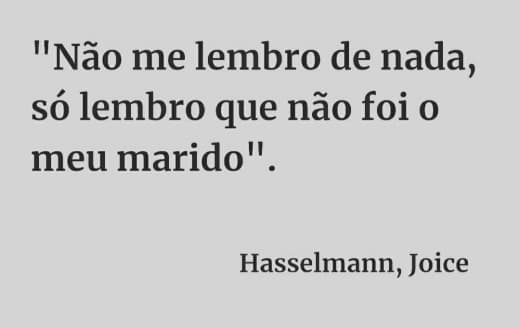 "Não me lembro de nada,
só lembro que não foi o
meu marido".
Hasselmann, Joice